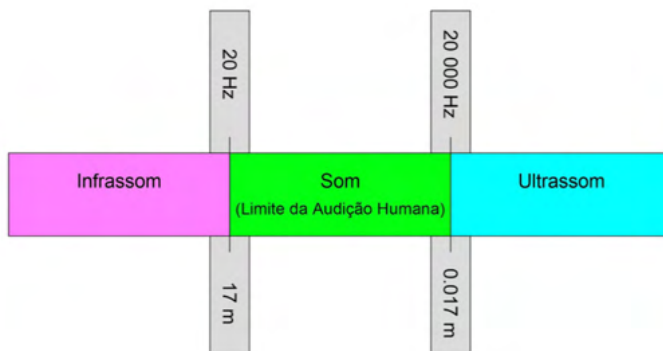 20 Hz
20 000 Hz
Infrassom
Som
(Limite da Audição Humana)
Ultrassom
17 m
0.017 m